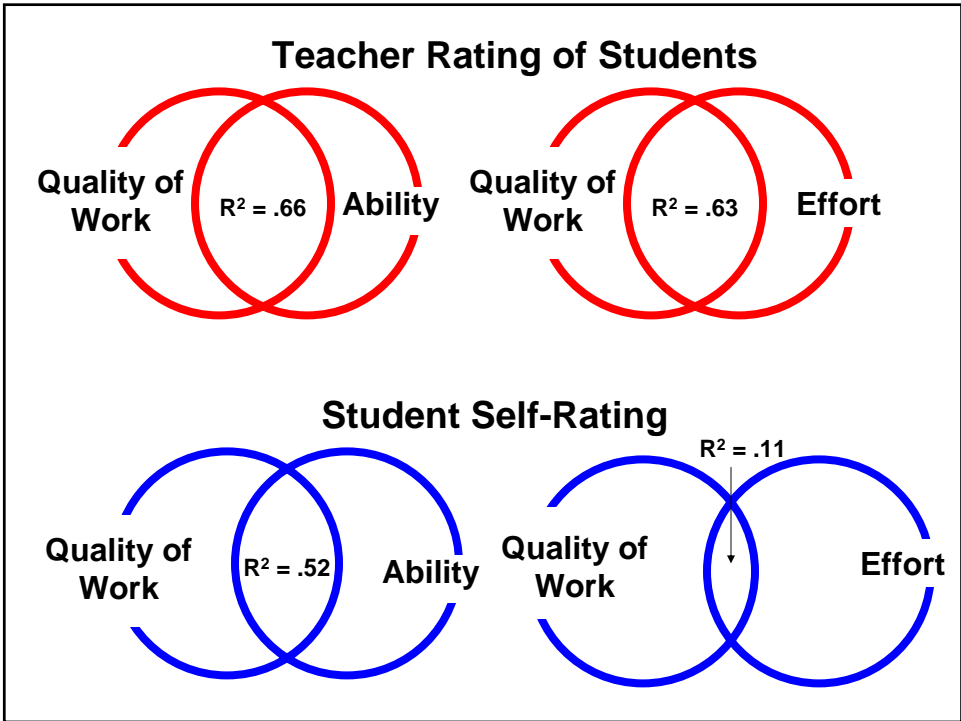 Teacher Rating of Students
Quality of
Work
R² = .66
Ability
Quality of
Work
R² = .63
Effort
Student Self-Rating
Quality of
Work
R² = .52
Ability
R² = .11
Quality of
Work
Effort